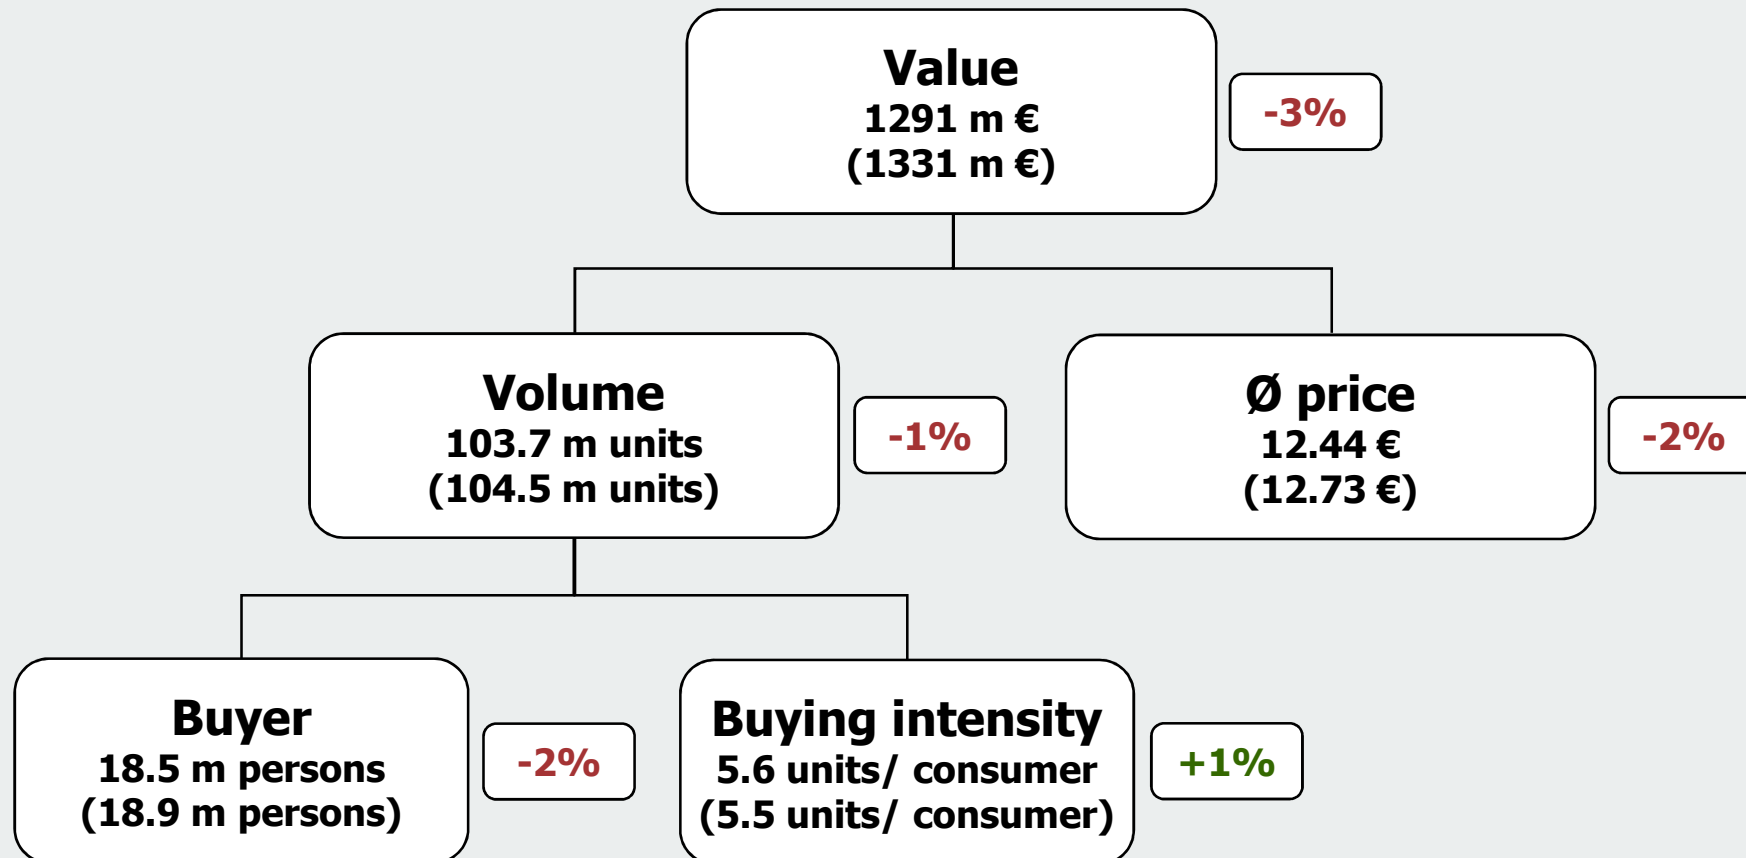 Value
1291 m €
(1331 m €)
-3%
Volume
103.7 m units
(104.5 m units)
-1%
Ø price
12.44 €
(12.73 €)
-2%
Buyer
18.5 m persons
(18.9 m persons)
-2%
Buying intensity
5.6 units/ consumer
(5.5 units/ consumer)
+1%